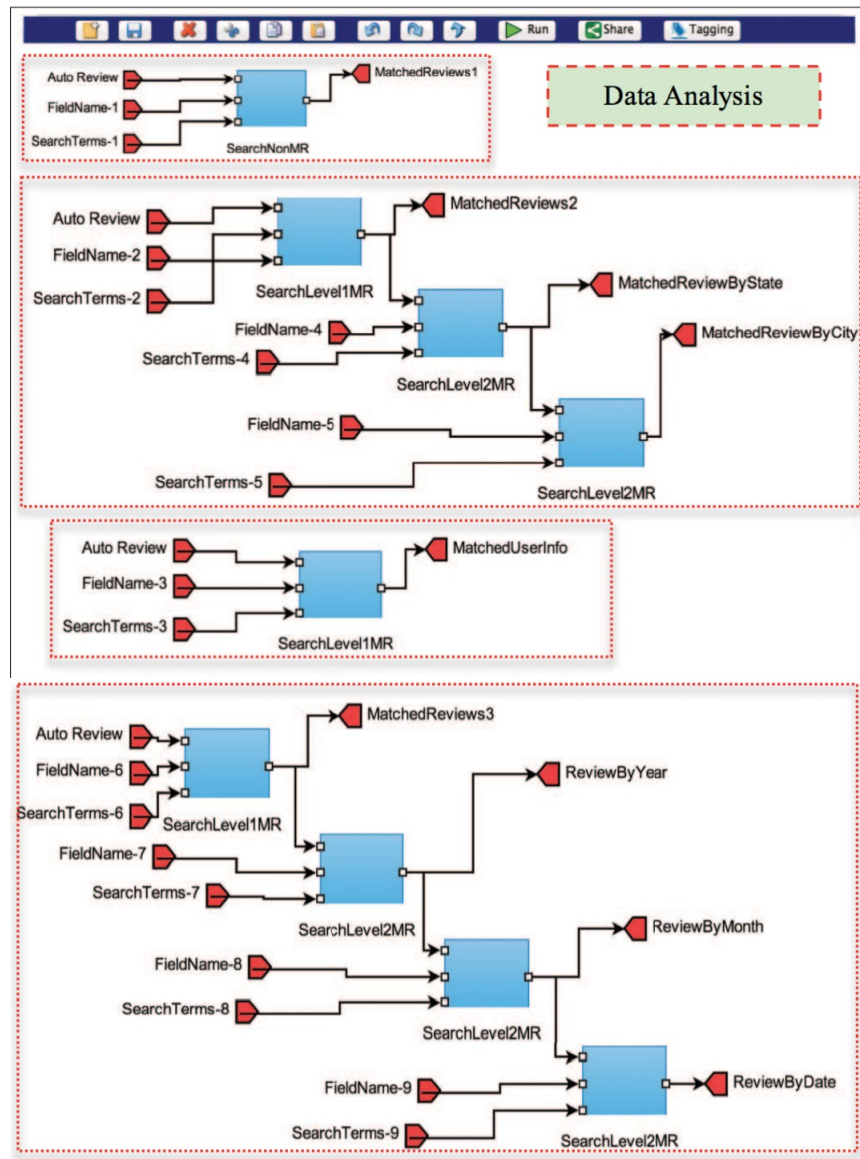 Run
Share
Tagging
Data Analysis
Auto Review
MatchedReviews1
FieldName-1
SearchTerms-1
SearchNonMR
Auto Review
MatchedReviews2
FieldName-2
SearchTerms-2
SearchLevel1MR
MatchedReviewByState
FieldName-4
SearchTerms-4
MatchedReviewByCity
SearchLevel2MR
FieldName-5
SearchTerms-5
SearchLevel2MR
Auto Review
MatchedUserInfo
FieldName-3
SearchTerms-3
SearchLevel1MR
MatchedReviews3
Auto Review
FieldName-6
ReviewByYear
SearchTerms-6
SearchLevel1MR
FieldName-7
SearchTerms-7
SearchLevel2MR
ReviewByMonth
FieldName-8
SearchTerms-8
SearchLevel2MR
FieldName-9
ReviewByDate
SearchTerms-9
SearchLevel2MR